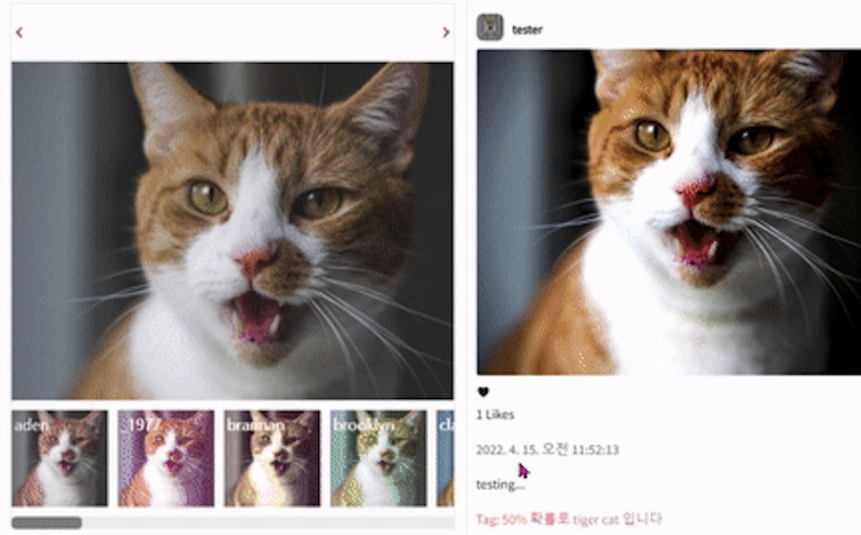 aden
1977
brannan
brooklyn
cla
tester
1 Likes
2022. 4. 15. 오전 11:52:13
testing...
Tag: 50% 확률로 tiger cat 입니다